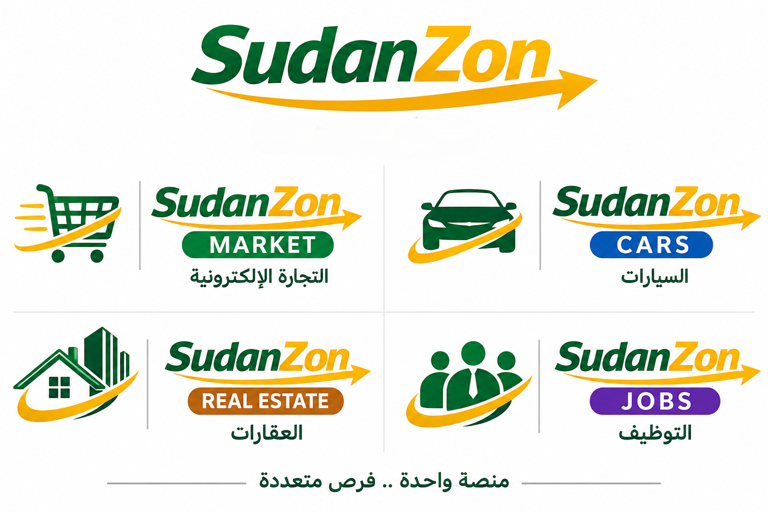 SudanZon
SudanZon
MARKET
التجارة الإلكترونية
SudanZon
CARS
السيارات
SudanZon
REAL ESTATE
العقارات
SudanZon
JOBS
التوظيف
منصة واحدة .. فرص متعددة